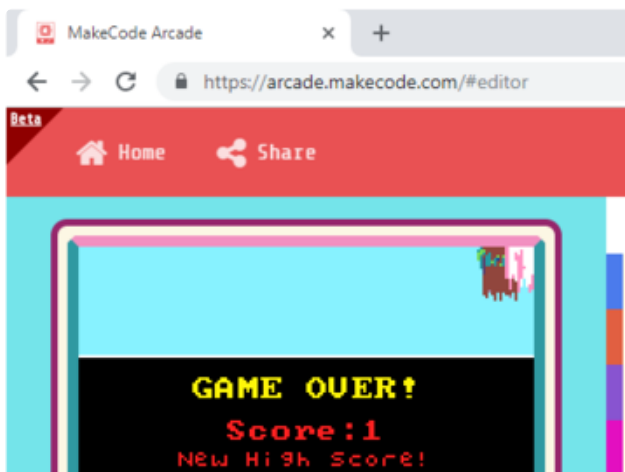 MakeCode Arcade
https://arcade.makecode.com/#editor
Beta
Home Share
GAME OVER!
Score:1
New High Score!